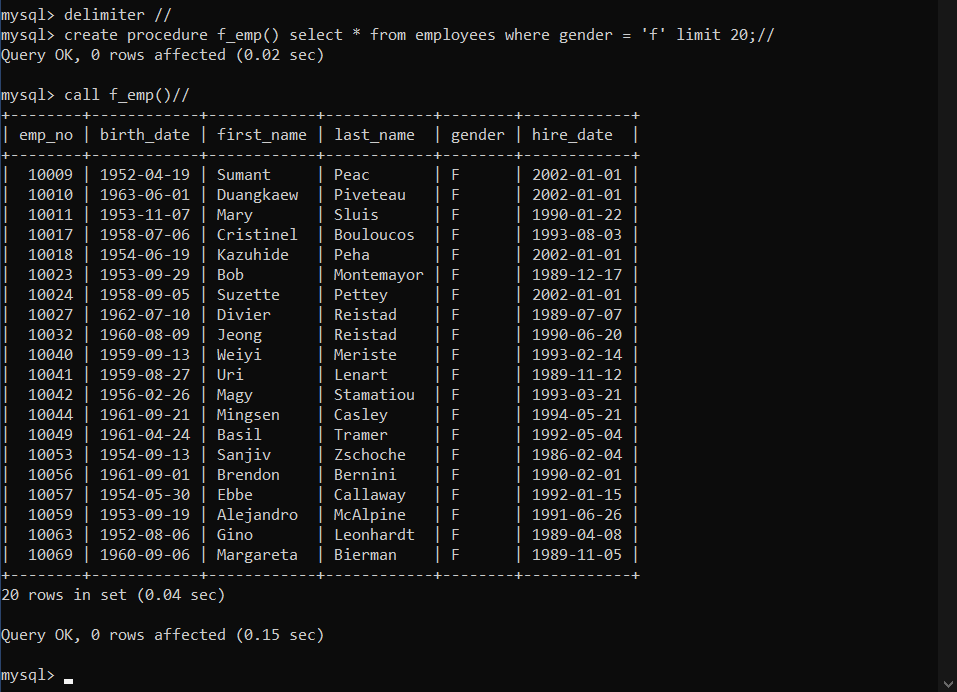 mysql> delimiter //
mysql> create procedure f_emp() select * from employees where gender = 'f' limit 20;//
Query OK, 0 rows affected (0.02 sec)

mysql> call f_emp()//
+--------+------------+------------+------------+--------+------------+
| emp_no | birth_date | first_name | last_name  | gender | hire_date  |
+--------+------------+------------+------------+--------+------------+
|  10009 | 1952-04-19 | Sumant     | Peac       | F      | 2002-01-01 |
|  10010 | 1963-06-01 | Duangkaew  | Piveteau   | F      | 2002-01-01 |
|  10011 | 1953-11-07 | Mary       | Sluis      | F      | 1990-01-22 |
|  10017 | 1958-07-06 | Cristinel  | Bouloucos  | F      | 1993-08-03 |
|  10018 | 1954-06-19 | Kazuhide   | Peha       | F      | 2002-01-01 |
|  10023 | 1953-09-29 | Bob        | Montemayor | F      | 1989-12-17 |
|  10024 | 1958-09-05 | Suzette    | Pettey     | F      | 2002-01-01 |
|  10027 | 1962-07-10 | Divier     | Reistad    | F      | 1989-07-07 |
|  10032 | 1960-08-09 | Jeong      | Reistad    | F      | 1990-06-20 |
|  10040 | 1959-09-13 | Weiyi      | Meriste    | F      | 1993-02-14 |
|  10041 | 1959-08-27 | Uri        | Lenart     | F      | 1989-11-12 |
|  10042 | 1956-02-26 | Magy       | Stamatiou  | F      | 1993-03-21 |
|  10044 | 1961-09-21 | Mingsen    | Casley     | F      | 1994-05-21 |
|  10049 | 1961-04-24 | Basil      | Tramer     | F      | 1992-05-04 |
|  10053 | 1954-09-13 | Sanjiv     | Zschoche   | F      | 1986-02-04 |
|  10056 | 1961-09-01 | Brendon    | Bernini    | F      | 1990-02-01 |
|  10057 | 1954-05-30 | Ebbe       | Callaway   | F      | 1992-01-15 |
|  10059 | 1953-09-19 | Alejandro  | McAlpine   | F      | 1991-06-26 |
|  10063 | 1952-08-06 | Gino       | Leonhardt  | F      | 1989-04-08 |
|  10069 | 1960-09-06 | Margareta  | Bierman    | F      | 1989-11-05 |
+--------+------------+------------+------------+--------+------------+
20 rows in set (0.04 sec)

Query OK, 0 rows affected (0.15 sec)

mysql>